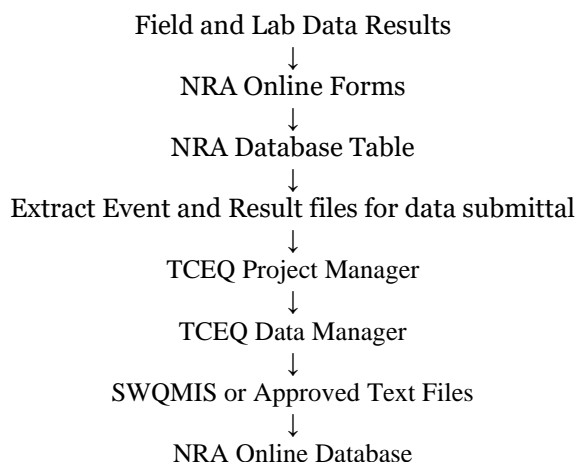 Field and Lab Data Results
↓
NRA Online Forms
↓
NRA Database Table
↓
Extract Event and Result files for data submittal
↓
TCEQ Project Manager
↓
TCEQ Data Manager
↓
SWQMIS or Approved Text Files
↓
NRA Online Database